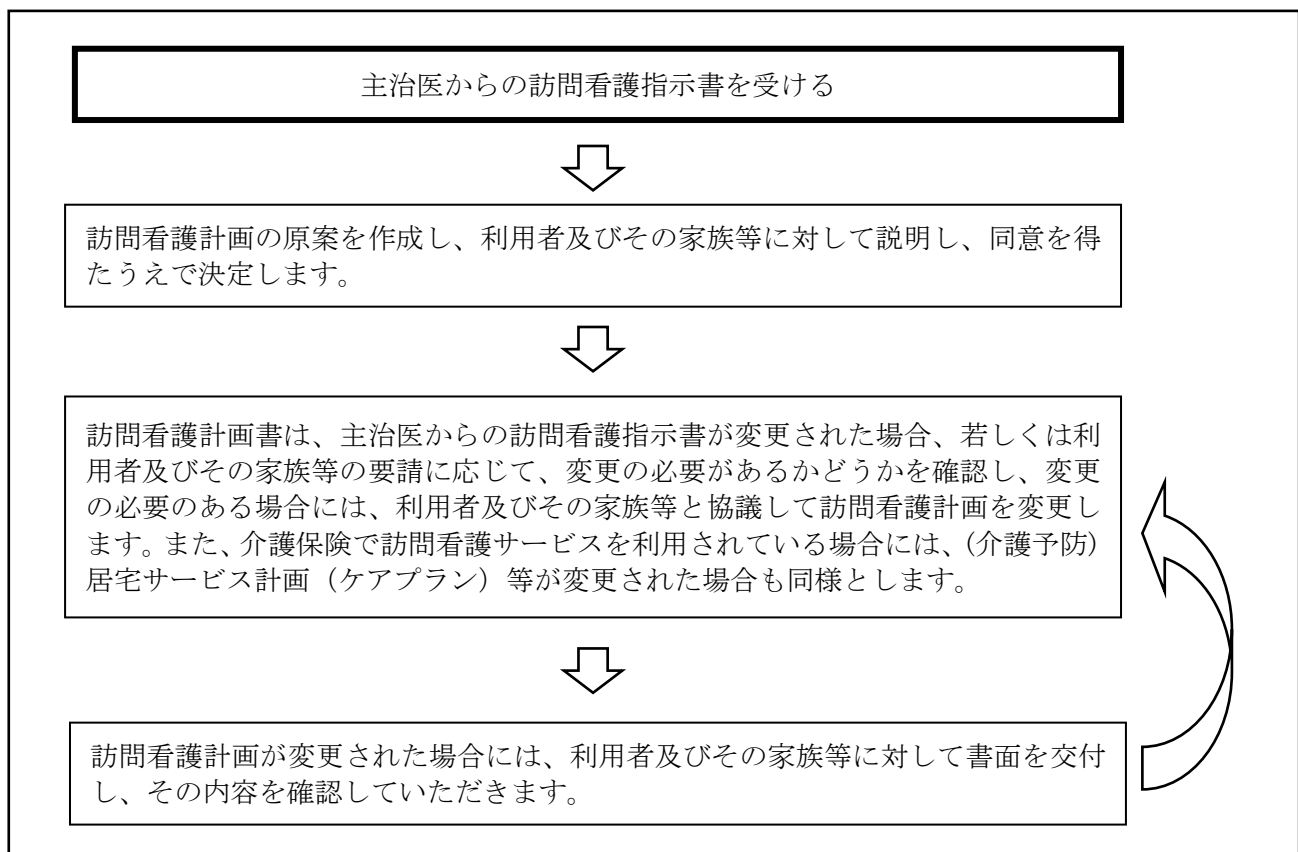 主治医からの訪問看護指示書を受ける
訪問看護計画の原案を作成し、利用者及びその家族等に対して説明し、同意を得
たうえで決定します。
訪問看護計画書は、主治医からの訪問看護指示書が変更された場合、若しくは利
用者及びその家族等の要請に応じて、変更の必要があるかどうかを確認し、変更
の必要のある場合には、利用者及びその家族等と協議して訪問看護計画を変更し
ます。また、介護保険で訪問看護サービスを利用されている場合には、(介護予防)
居宅サービス計画（ケアプラン）等が変更された場合も同様とします。
訪問看護計画が変更された場合には、利用者及びその家族等に対して書面を交付
し、その内容を確認していただきます。